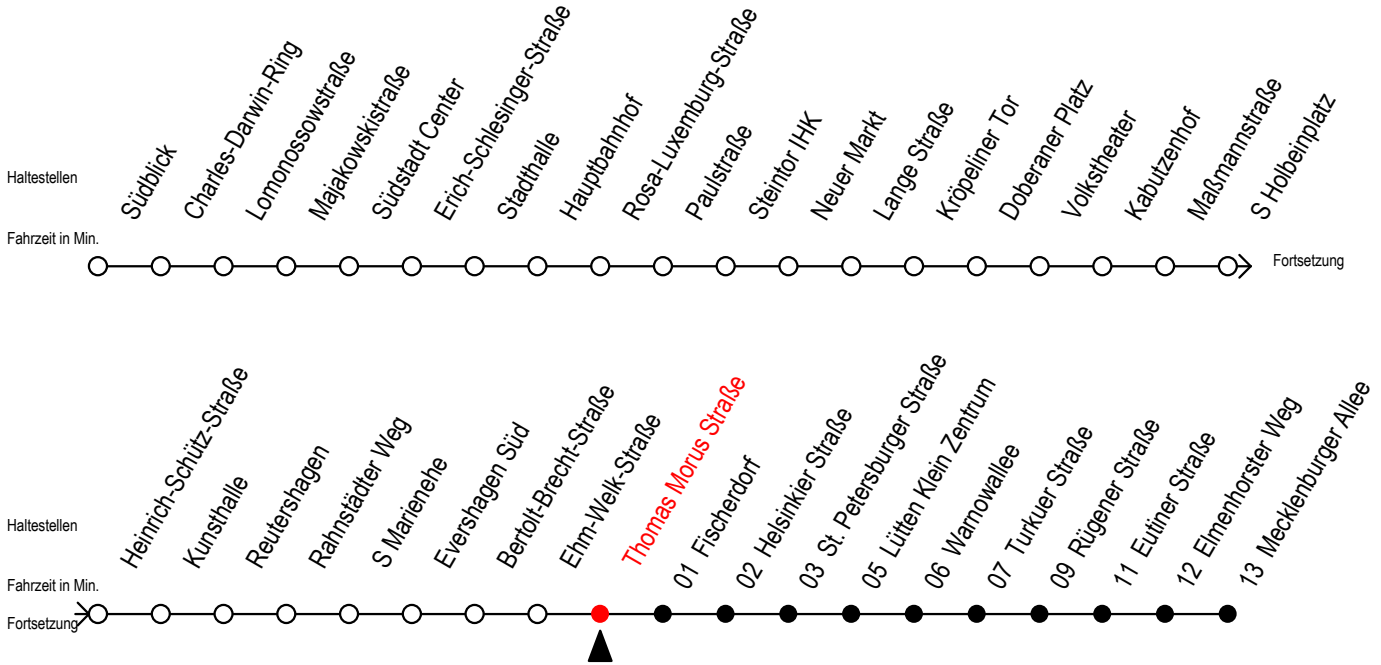 Haltestellen
Südblick
Charles-Darwin-Ring
Lomonossowstraße
Majakowskistraße
Südstadt Center
Erich-Schlesinger-Straße
Stadthalle
Hauptbahnhof
Rosa-Luxemburg-Straße
Paulstraße
Steintor IHK
Neuer Markt
Lange Straße
Kröpeliner Tor
Doberaner Platz
Volkstheater
Kabutzenhof
Maßmannstraße
S Holbeinplatz
Fahrzeit in Min.
Fortsetzung
Haltestellen
Heinrich-Schütz-Straße
Kunsthalle
Reutershagen
Rahnstädter Weg
S Marienehe
Evershagen Süd
Bertolt-Brecht-Straße
Ehm-Welk-Straße
Thomas Morus Straße
01 Fischerdorf
02 Helsinkier Straße
03 St. Petersburger Straße
05 Lütten Klein Zentrum
06 Warnowallee
07 Turkuer Straße
09 Rügener Straße
11 Eutiner Straße
12 Elmenhorster Weg
13 Mecklenburger Allee
Fahrzeit in Min.
Fortsetzung